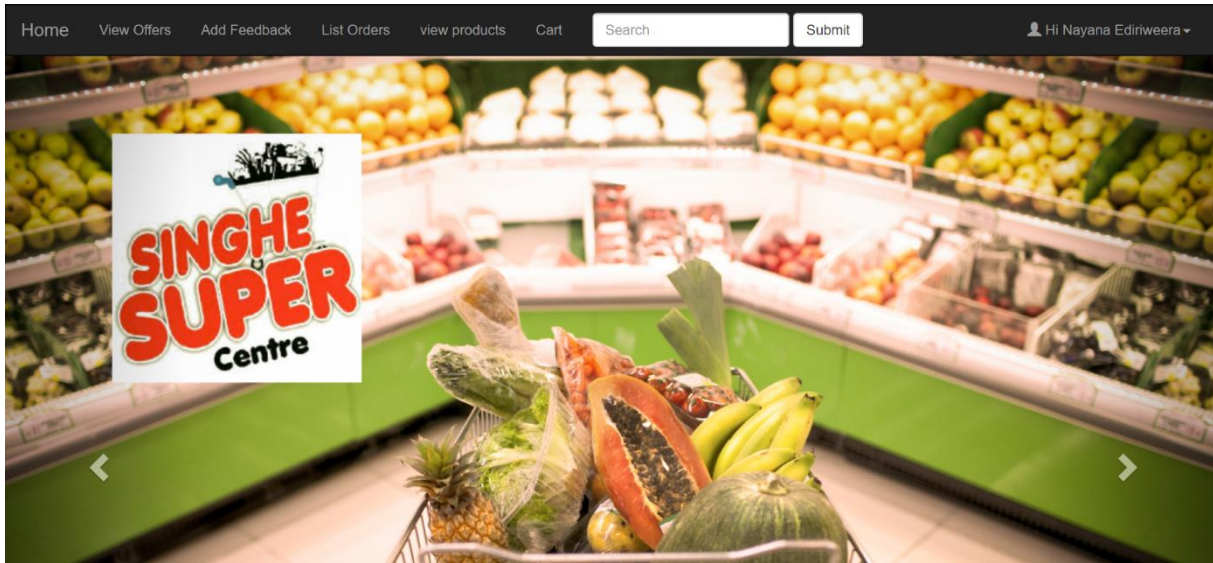 Home View Offers Add Feedback List Orders view products Cart Search Submit Hi Nayana Ediriweera
SINGHE
SUPER
Centre